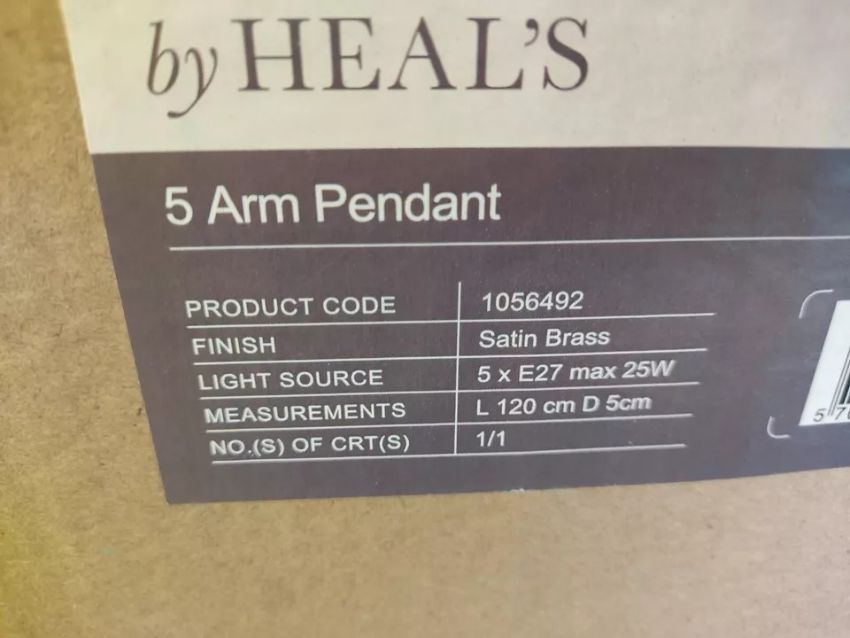 by HEAL'S
5 Arm Pendant
PRODUCT CODE 1056492
FINISH Satin Brass
LIGHT SOURCE 5 x E27 max 25W
MEASUREMENTS L 120 cm D 5cm
NO.(S) OF CRT(S) 1/1